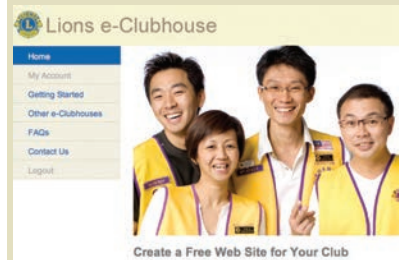 Lions e-Clubhouse
Home
My Account
Getting Started
Other e-Clubhouses
FAQs
Contact Us
Logout
Create a Free Web Site for Your Club